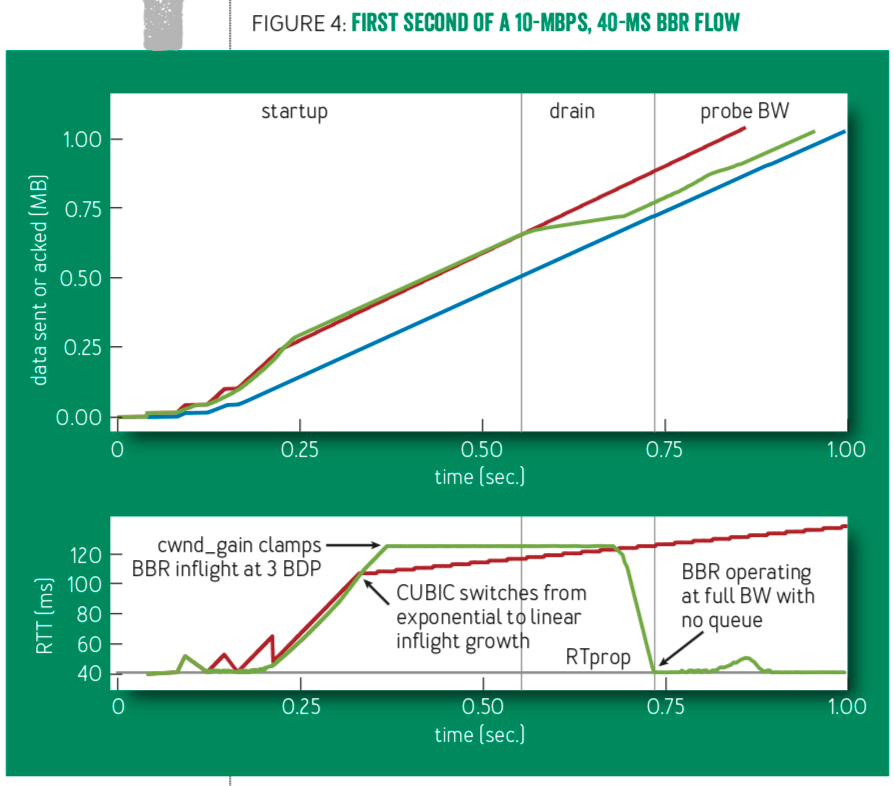 FIGURE 4: FIRST SECOND OF A 10-MBPS, 40-MS BBR FLOW
startup
drain
probe BW
data sent or acked (MB)
1.00
0.75
0.50
0.25
0.00
0
0.25
0.50
0.75
1.00
time (sec.)
cwnd_gain clamps
BBR inflight at 3 BDP
CUBIC switches from
exponential to linear
inflight growth
BBR operating
at full BW with
no queue
RTprop
RTT (ms)
120
100
80
60
40
0
0.25
0.50
0.75
1.00
time (sec.)